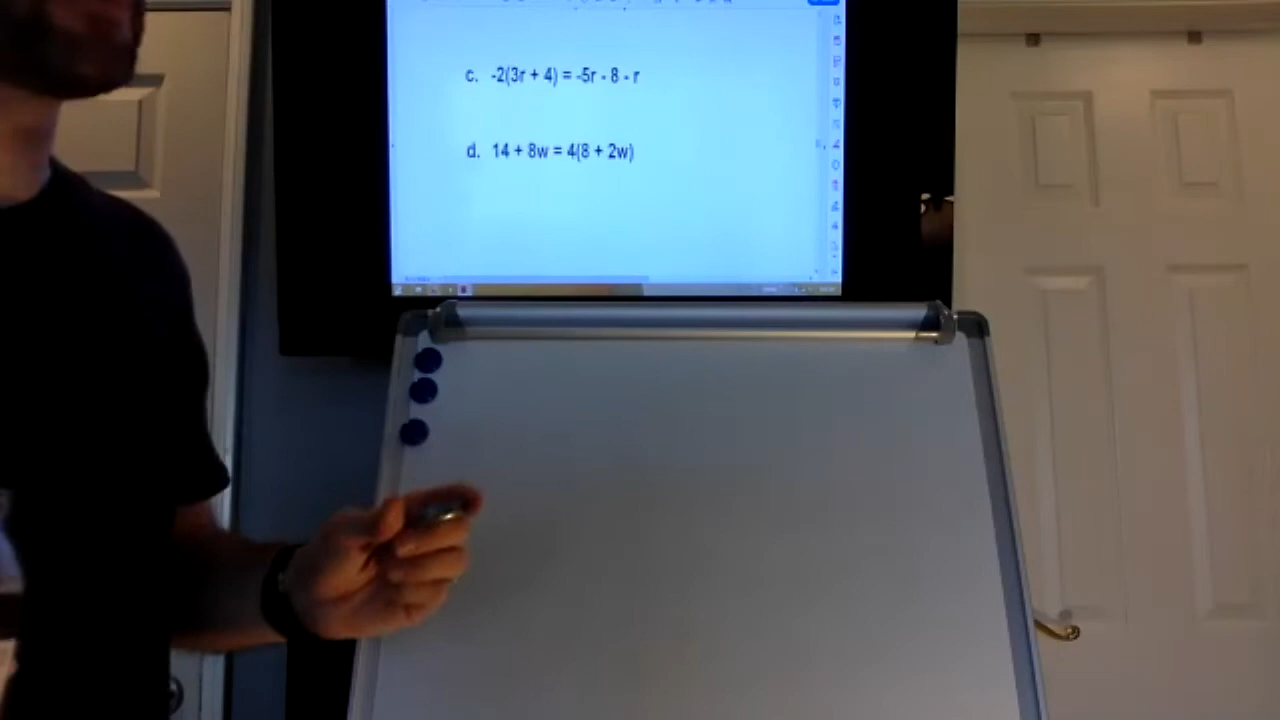 c. -2(3r + 4) = -5r - 8 - r
d. 14 + 8w = 4(8 + 2w)